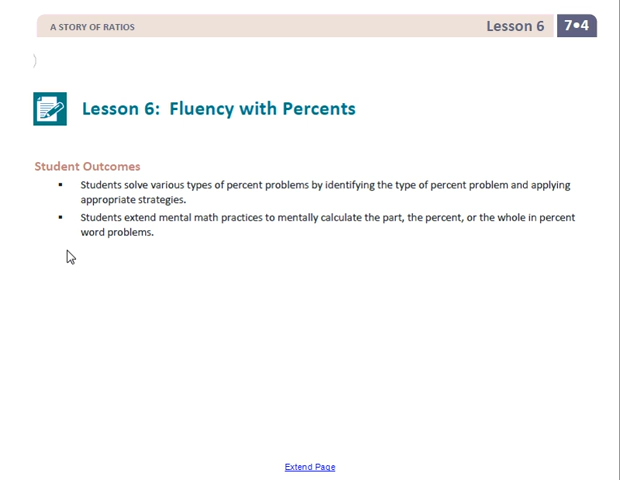 A STORY OF RATIOS
Lesson 6
7•4
Lesson 6: Fluency with Percents
Student Outcomes
▪ Students solve various types of percent problems by identifying the type of percent problem and applying
appropriate strategies.
▪ Students extend mental math practices to mentally calculate the part, the percent, or the whole in percent
word problems.
Extend Page